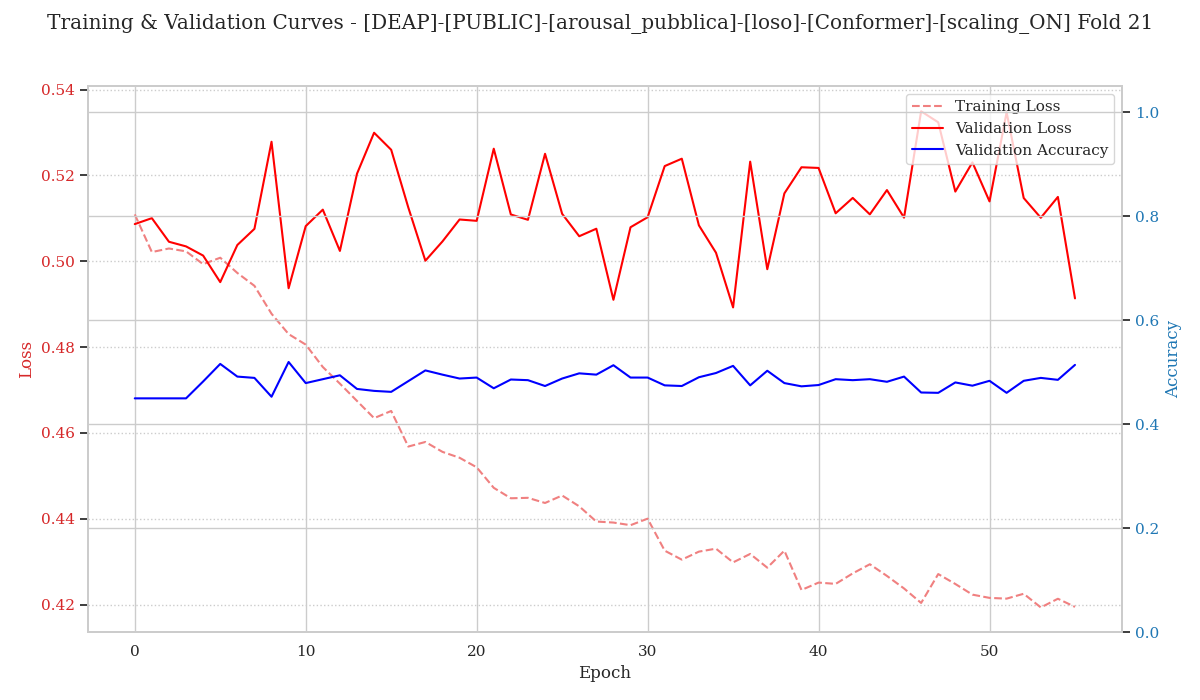 Training & Validation Curves - [DEAP]-[PUBLIC]-[arousal_pubblica]-[loso]-[Conformer]-[scaling_ON] Fold 21
Training Loss
Validation Loss
Validation Accuracy
0.54
0.52
0.50
0.48
0.46
0.44
0.42
Loss
1.0
0.8
0.6
0.4
0.2
0.0
Accuracy
0 10 20 30 40 50
Epoch